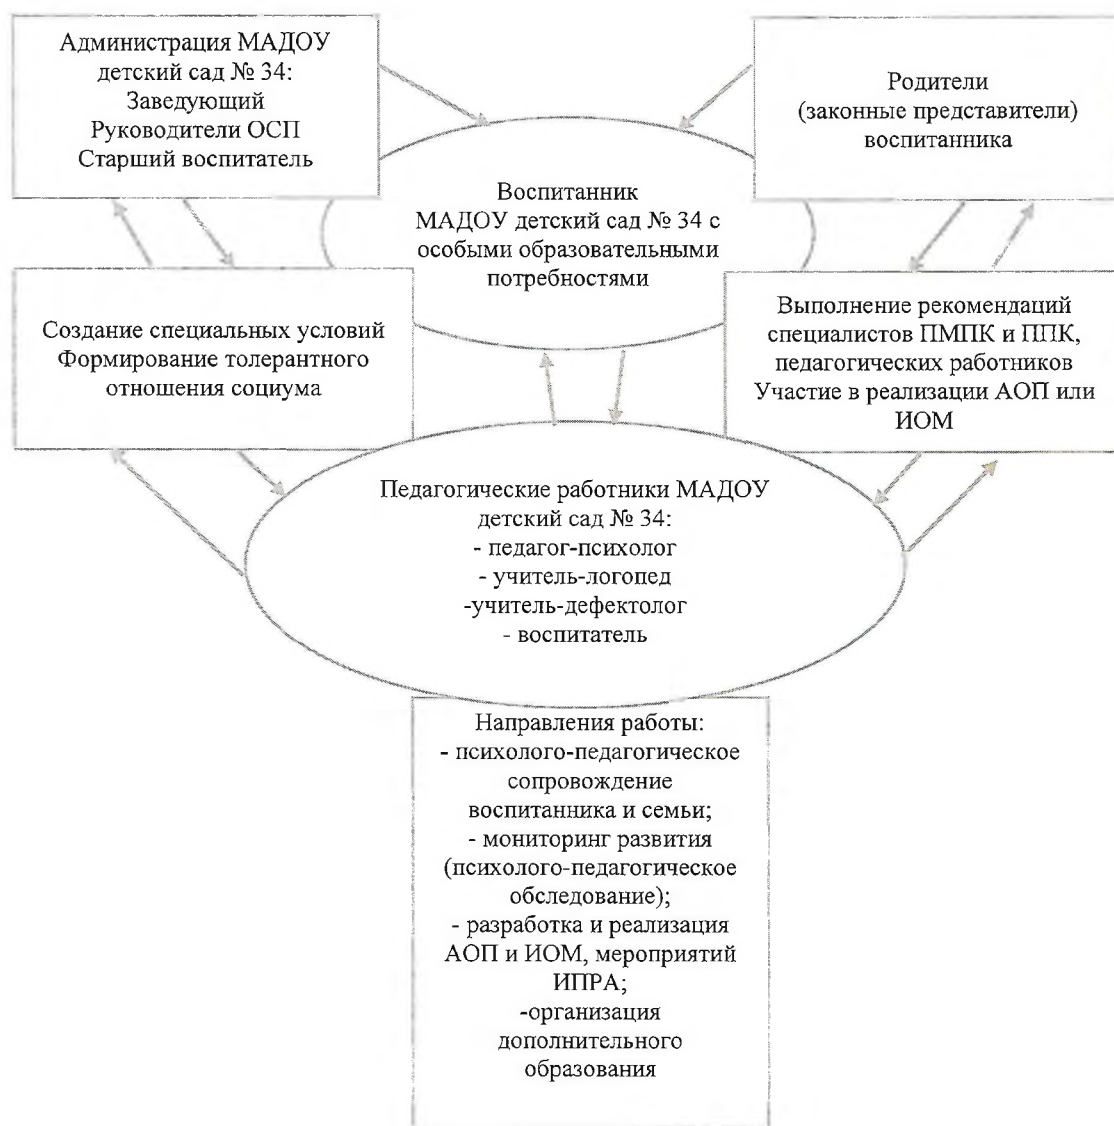 Администрация МАДОУ
детский сад № 34:
Заведующий
Руководители ОСП
Старший воспитатель
Родители
(законные представители)
воспитанника
Воспитанник
МАДОУ детский сад № 34 с
особыми образовательными
потребностями
Создание специальных условий
Формирование толерантного
отношения социума
Выполнение рекомендаций
специалистов ПМПК и ППК,
педагогических работников
Участие в реализации АОП или
ИОМ
Педагогические работники МАДОУ
детский сад № 34:
- педагог-психолог
- учитель-логопед
-учитель-дефектолог
- воспитатель
Направления работы:
- психолого-педагогическое
сопровождение
воспитанника и семьи;
- мониторинг развития
(психолого-педагогическое
обследование);
- разработка и реализация
АОП и ИОМ, мероприятий
ИПРА;
-организация
дополнительного
образования